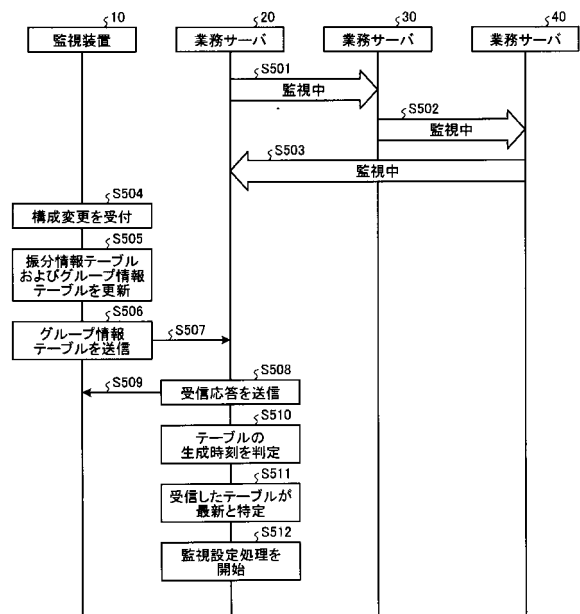 10
監視装置
20
業務サーバ
30
業務サーバ
40
業務サーバ
S501
監視中
S502
監視中
S503
監視中
S504
構成変更を受付
S505
振分情報テーブル
およびグループ情報
テーブルを更新
S506
グループ情報
テーブルを送信
S507
S508
受信応答を送信
S509
S510
テーブルの
生成時刻を判定
S511
受信したテーブルが
最新と特定
S512
監視設定処理を
開始